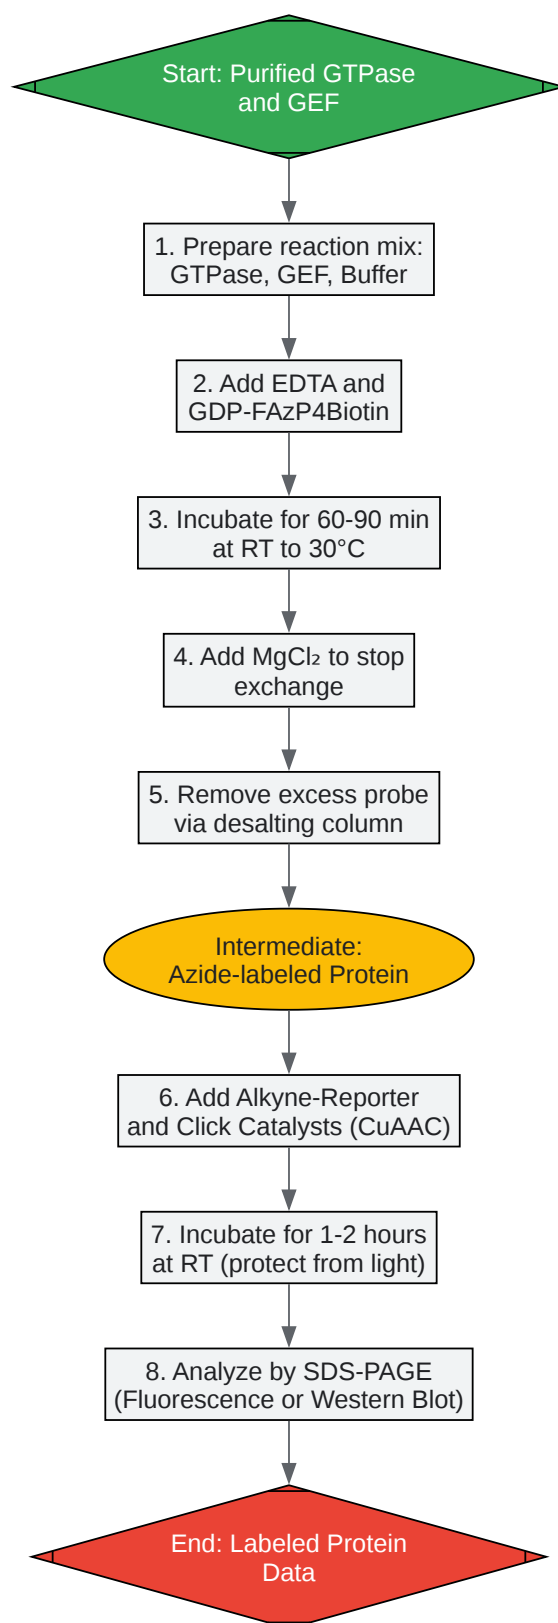 Start: Purified GTPase
and GEF
1. Prepare reaction mix:
GTPase, GEF, Buffer
2. Add EDTA and
GDP-FAzP4Biotin
3. Incubate for 60-90 min
at RT to 30°C
4. Add MgCl₂ to stop
exchange
5. Remove excess probe
via desalting column
Intermediate:
Azide-labeled Protein
6. Add Alkyne-Reporter
and Click Catalysts (CuAAC)
7. Incubate for 1-2 hours
at RT (protect from light)
8. Analyze by SDS-PAGE
(Fluorescence or Western Blot)
End: Labeled Protein
Data